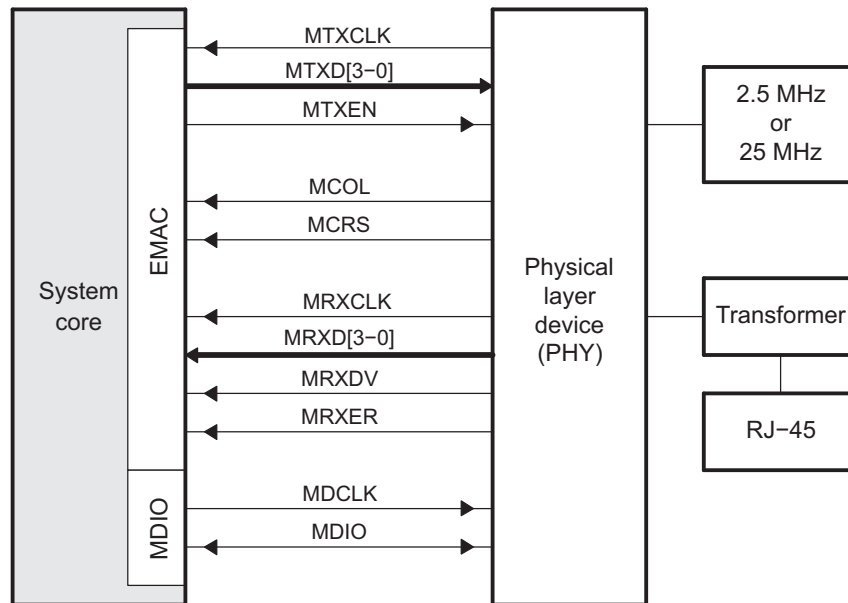 System
core
EMAC
MDIO
MTXCLK
MTXD[3−0]
MTXEN
MCOL
MCRS
MRXCLK
MRXD[3−0]
MRXDV
MRXER
MDCLK
MDIO
Physical
layer
device
(PHY)
2.5 MHz
or
25 MHz
Transformer
RJ−45